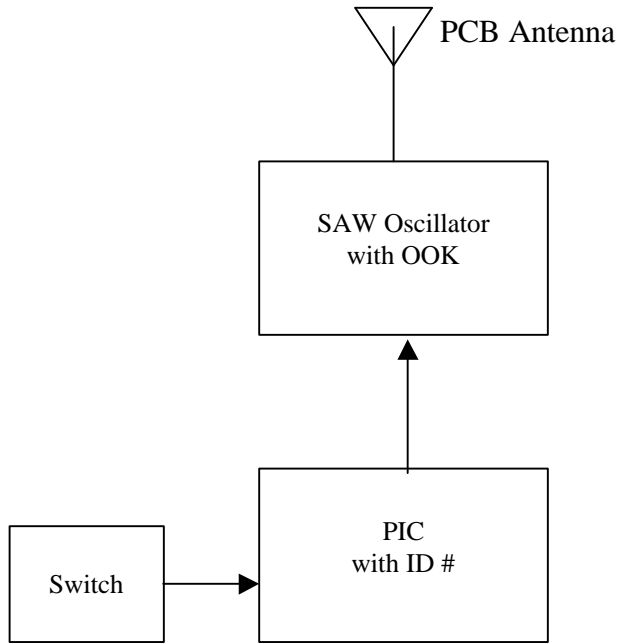 PCB Antenna
SAW Oscillator
with OOK
PIC
with ID #
Switch